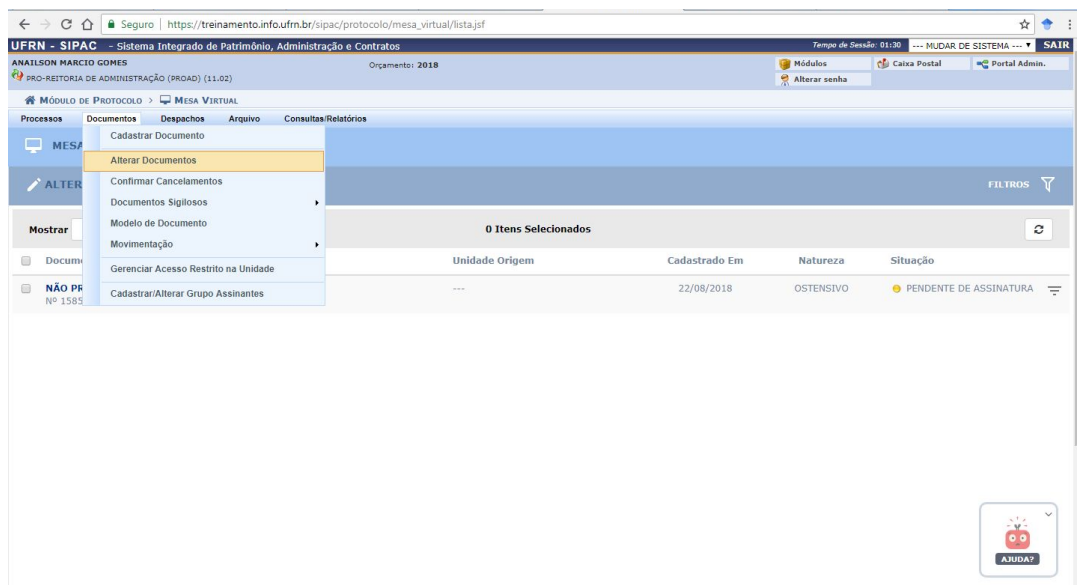 Seguro | https://treinamento.info.ufrn.br/sipac/protocolo/mesa_virtual/lista.jsf
UFRN - SIPAC - Sistema Integrado de Patrimônio, Administração e Contratos
Tempo de Sessão: 01:30 --- MUDAR DE SISTEMA --- SAIR
ANAILSON MARCIO GOMES
Orçamento: 2018
Módulos Caixa Postal Portal Admin.
PRO-REITORIA DE ADMINISTRAÇÃO (PROAD) (11.02)
Alterar senha
MÓDULO DE PROTOCOLO > MESA VIRTUAL
Processos Documentos Despachos Arquivo Consultas/Relatórios
Cadastrar Documento
MESA
Alterar Documentos
ALTER
Confirmar Cancelamentos
FILTROS
Documentos Sigilosos
Modelo de Documento
Mostrar
0 Itens Selecionados
Movimentação
Docum
Unidade Origem Cadastrado Em Natureza Situação
Gerenciar Acesso Restrito na Unidade
NÃO PR
--- 22/08/2018 OSTENSIVO PENDENTE DE ASSINATURA
Cadastrar/Alterar Grupo Assinantes
Nº 1585
AJUDA?